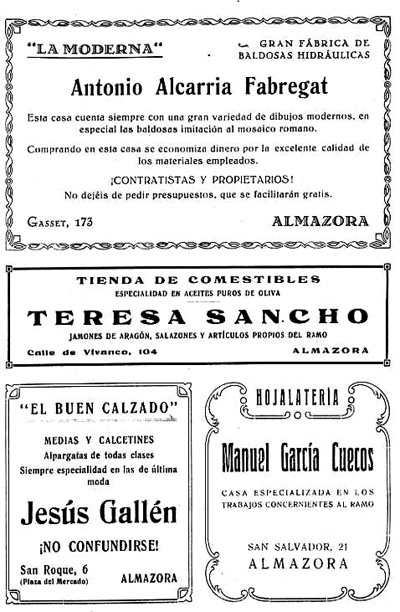 "LA MODERNA"
GRAN FÁBRICA DE
BALDOSAS HIDRÁULICAS
Antonio Alcarria Fabregat
Esta casa cuenta siempre con una gran variedad de dibujos modernos, en
especial las baldosas imitación al mosaico romano.
Comprando en esta casa se economiza dinero por la excelente calidad de
los materiales empleados.
¡CONTRATISTAS Y PROPIETARIOS!
No dejéis de pedir presupuestos, que se facilitarán gratis.
GASSET, 173 ALMAZORA
TIENDA DE COMESTIBLES
ESPECIALIDAD EN ACEITES PUROS DE OLIVA
TERESA SANCHO
JAMONES DE ARAGÓN, SALAZONES Y ARTÍCULOS PROPIOS DEL RAMO
Calle de Vivanco, 104 ALMAZORA
"EL BUEN CALZADO"
MEDIAS Y CALCETINES
Alpargatas de todas clases
Siempre especialidad en las de última
moda
Jesús Gallén
¡NO CONFUNDIRSE!
San Roque, 6
(Plaza del Mercado) ALMAZORA
HOJALATERÍA
Manuel García Cuecos
CASA ESPECIALIZADA EN LOS
TRABAJOS CONCERNIENTES AL RAMO
SAN SALVADOR, 21
ALMAZORA